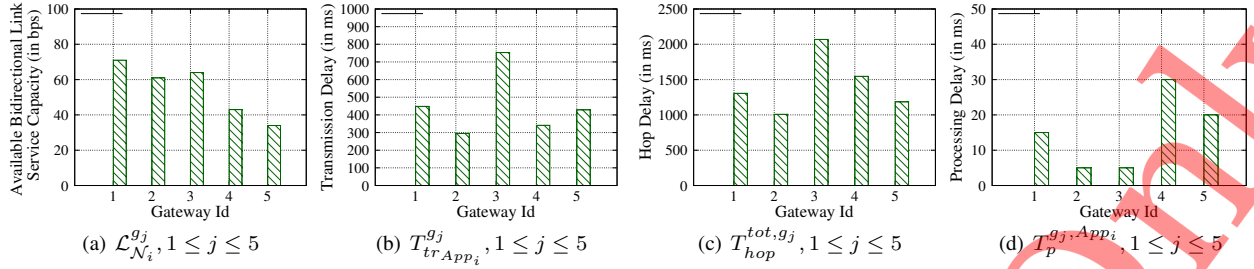 Available Bidirectional Link
Service Capacity (in bps)
100
80
60
40
20
0
1 2 3 4 5
Gateway Id
(a) $\mathcal{L}_{\mathcal{N}_i}^{g_j}, 1 \leq j \leq 5$
Transmission Delay (in ms)
1000
900
800
700
600
500
400
300
200
100
0
1 2 3 4 5
Gateway Id
(b) $T_{tr_{App_i}}^{g_j}, 1 \leq j \leq 5$
Hop Delay (in ms)
2500
2000
1500
1000
500
0
1 2 3 4 5
Gateway Id
(c) $T_{hop}^{tot,g_j}, 1 \leq j \leq 5$
Processing Delay (in ms)
50
40
30
20
10
0
1 2 3 4 5
Gateway Id
(d) $T_p^{g_j,App_i}, 1 \leq j \leq 5$